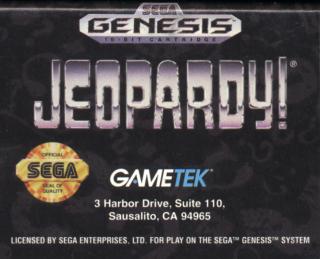 SEGA
GENESIS
16-BIT CARTRIDGE
JEOPARDY!®
OFFICIAL
SEGA
SEAL OF
QUALITY
GAMETEK®
3 Harbor Drive, Suite 110,
Sausalito, CA 94965
LICENSED BY SEGA ENTERPRISES, LTD. FOR PLAY ON THE SEGA™ GENESIS™ SYSTEM